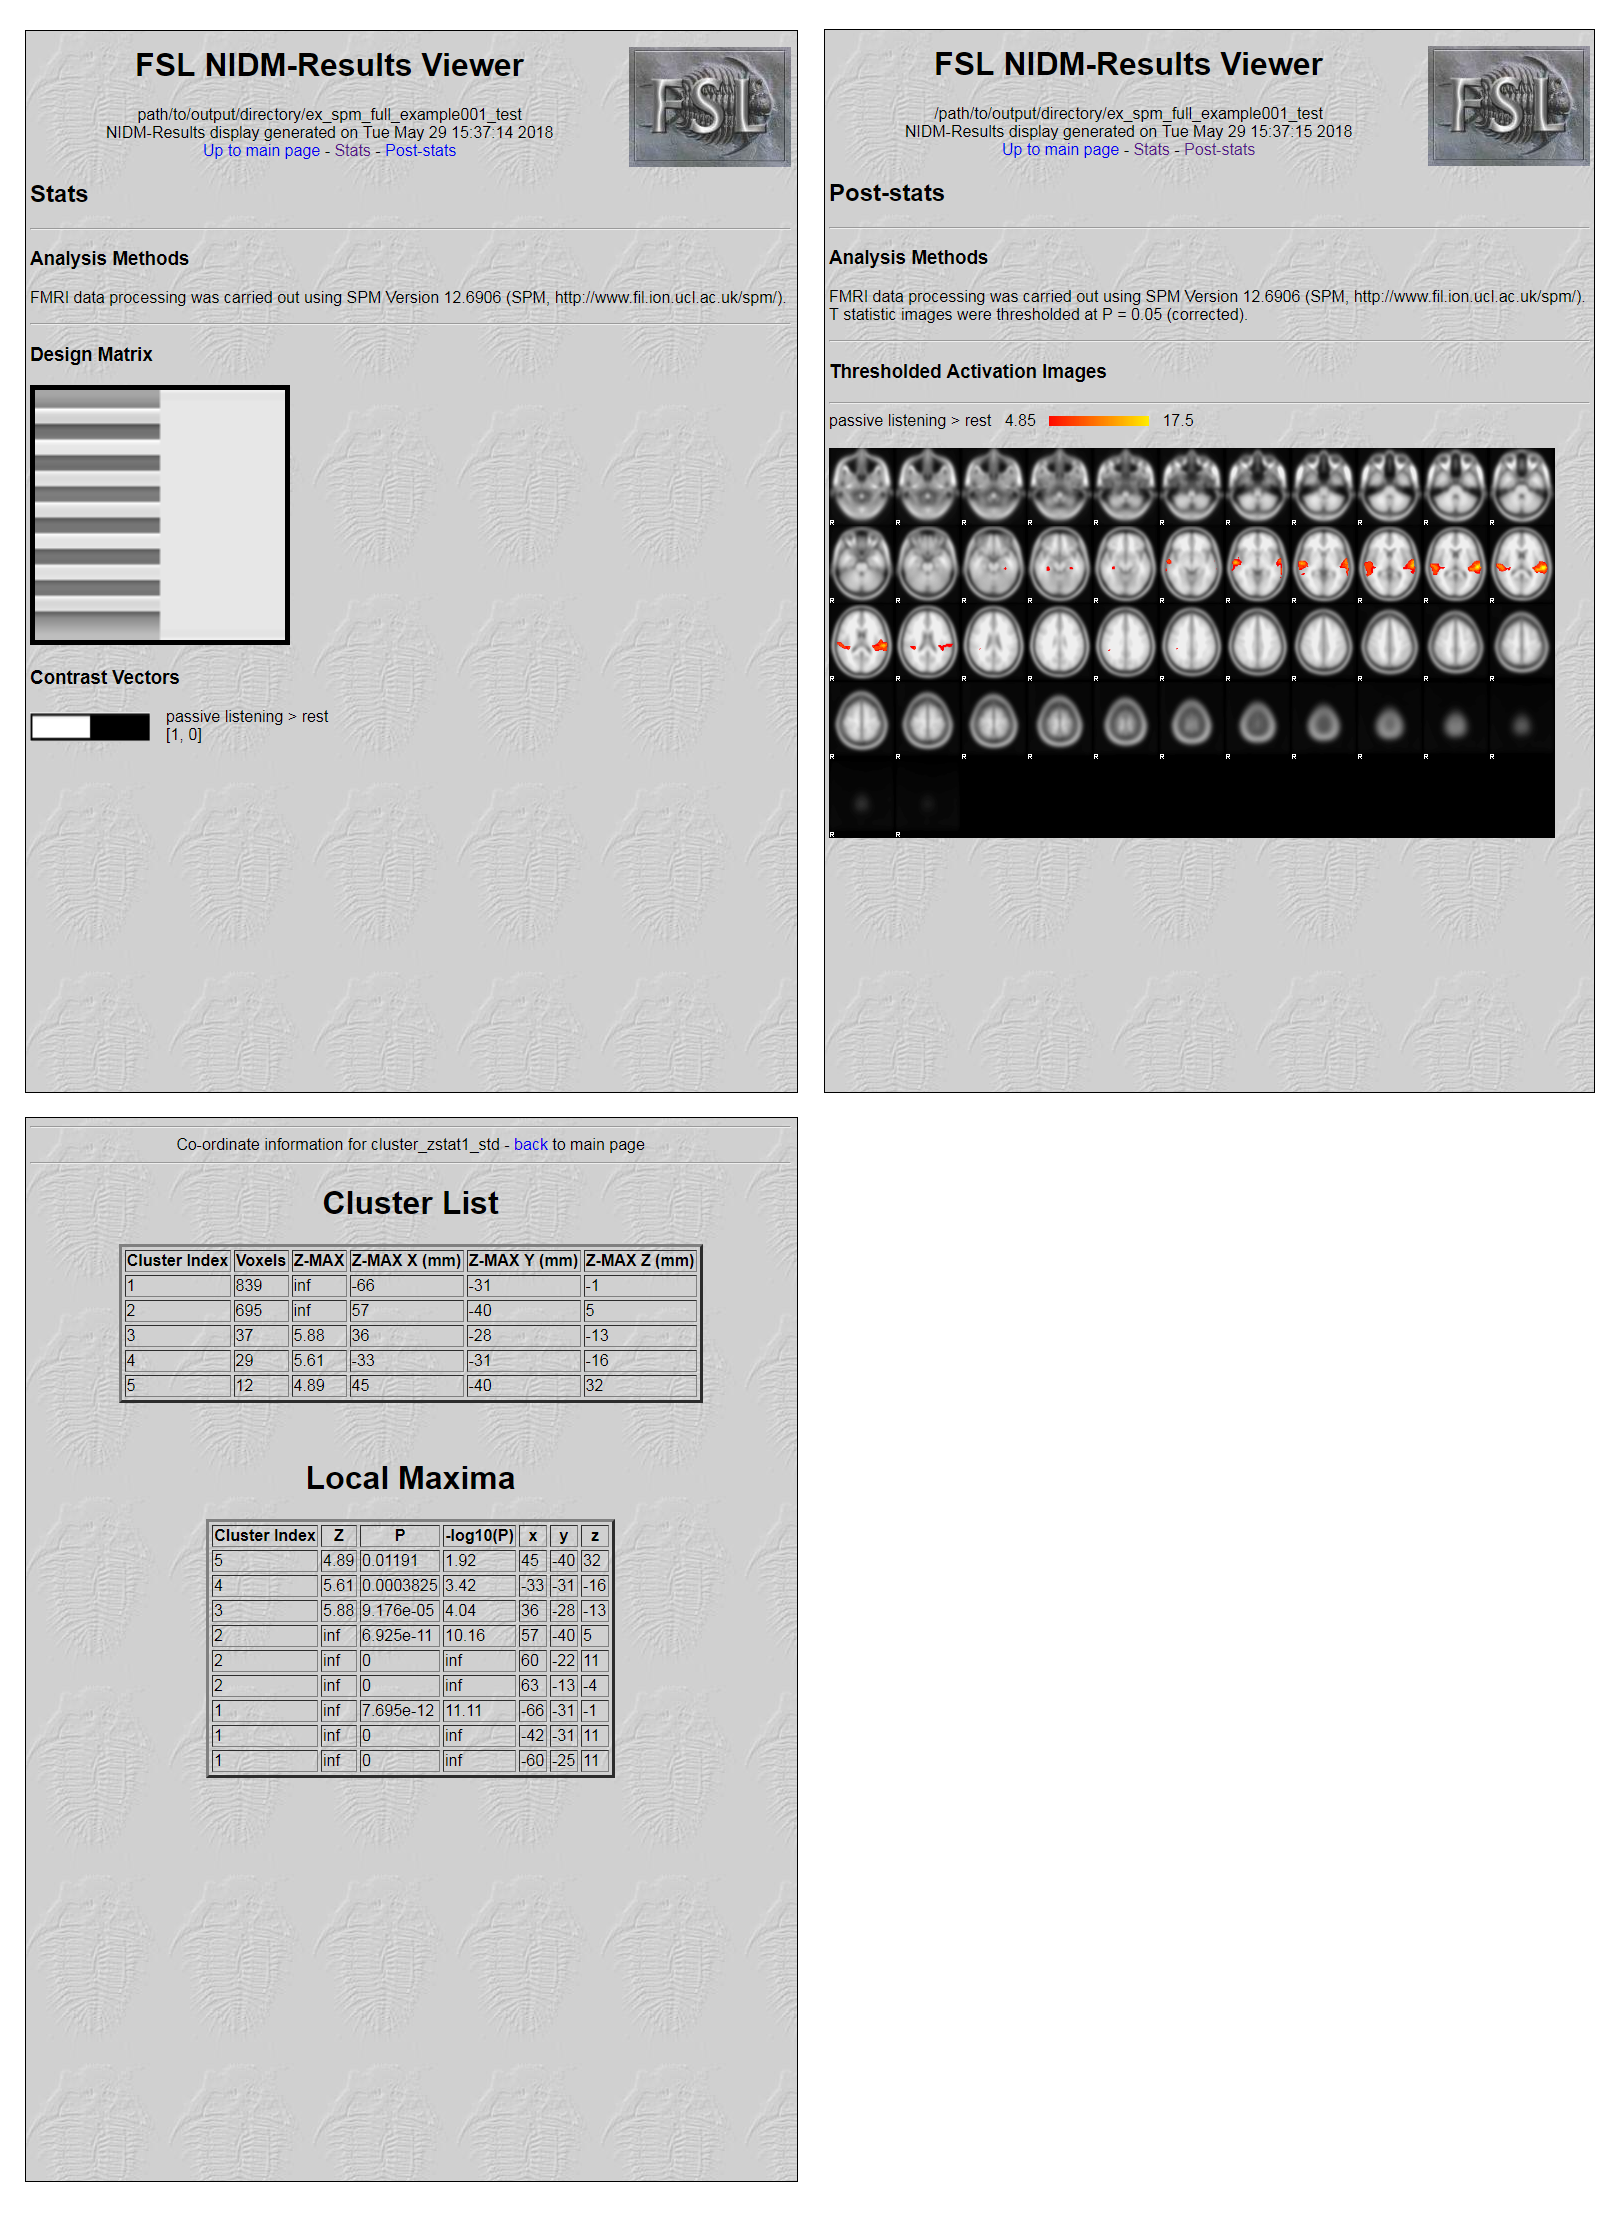 FSL NIDM-Results Viewer
FSL
path/to/output/directory/ex_spm_full_example001_test
NIDM-Results display generated on Tue May 29 15:37:14 2018
Up to main page - Stats - Post-stats
Stats
Analysis Methods
FMRI data processing was carried out using SPM Version 12.6906 (SPM, http://www.fil.ion.ucl.ac.uk/spm/).
Design Matrix
Contrast Vectors
passive listening > rest
[1, 0]
FSL NIDM-Results Viewer
FSL
/path/to/output/directory/ex_spm_full_example001_test
NIDM-Results display generated on Tue May 29 15:37:15 2018
Up to main page - Stats - Post-stats
Post-stats
Analysis Methods
FMRI data processing was carried out using SPM Version 12.6906 (SPM, http://www.fil.ion.ucl.ac.uk/spm/).
T statistic images were thresholded at P = 0.05 (corrected).
Thresholded Activation Images
passive listening > rest 4.85 17.5
R R R R R R R R R R R
R R R R R R R R R R R
R R R R R R R R R R R
R R R R R R R R R R R
R R
Co-ordinate information for cluster_zstat1_std - back to main page
Cluster List
Cluster Index Voxels Z-MAX Z-MAX X (mm) Z-MAX Y (mm) Z-MAX Z (mm)
1 839 inf -66 -31 -1
2 695 inf 57 -40 5
3 37 5.88 36 -28 -13
4 29 5.61 -33 -31 -16
5 12 4.89 45 -40 32
Local Maxima
Cluster Index Z P -log10(P) x y z
5 4.89 0.01191 1.92 45 -40 32
4 5.61 0.0003825 3.42 -33 -31 -16
3 5.88 9.176e-05 4.04 36 -28 -13
2 inf 6.925e-11 10.16 57 -40 5
2 inf 0 inf 60 -22 11
2 inf 0 inf 63 -13 -4
1 inf 7.695e-12 11.11 -66 -31 -1
1 inf 0 inf -42 -31 11
1 inf 0 inf -60 -25 11